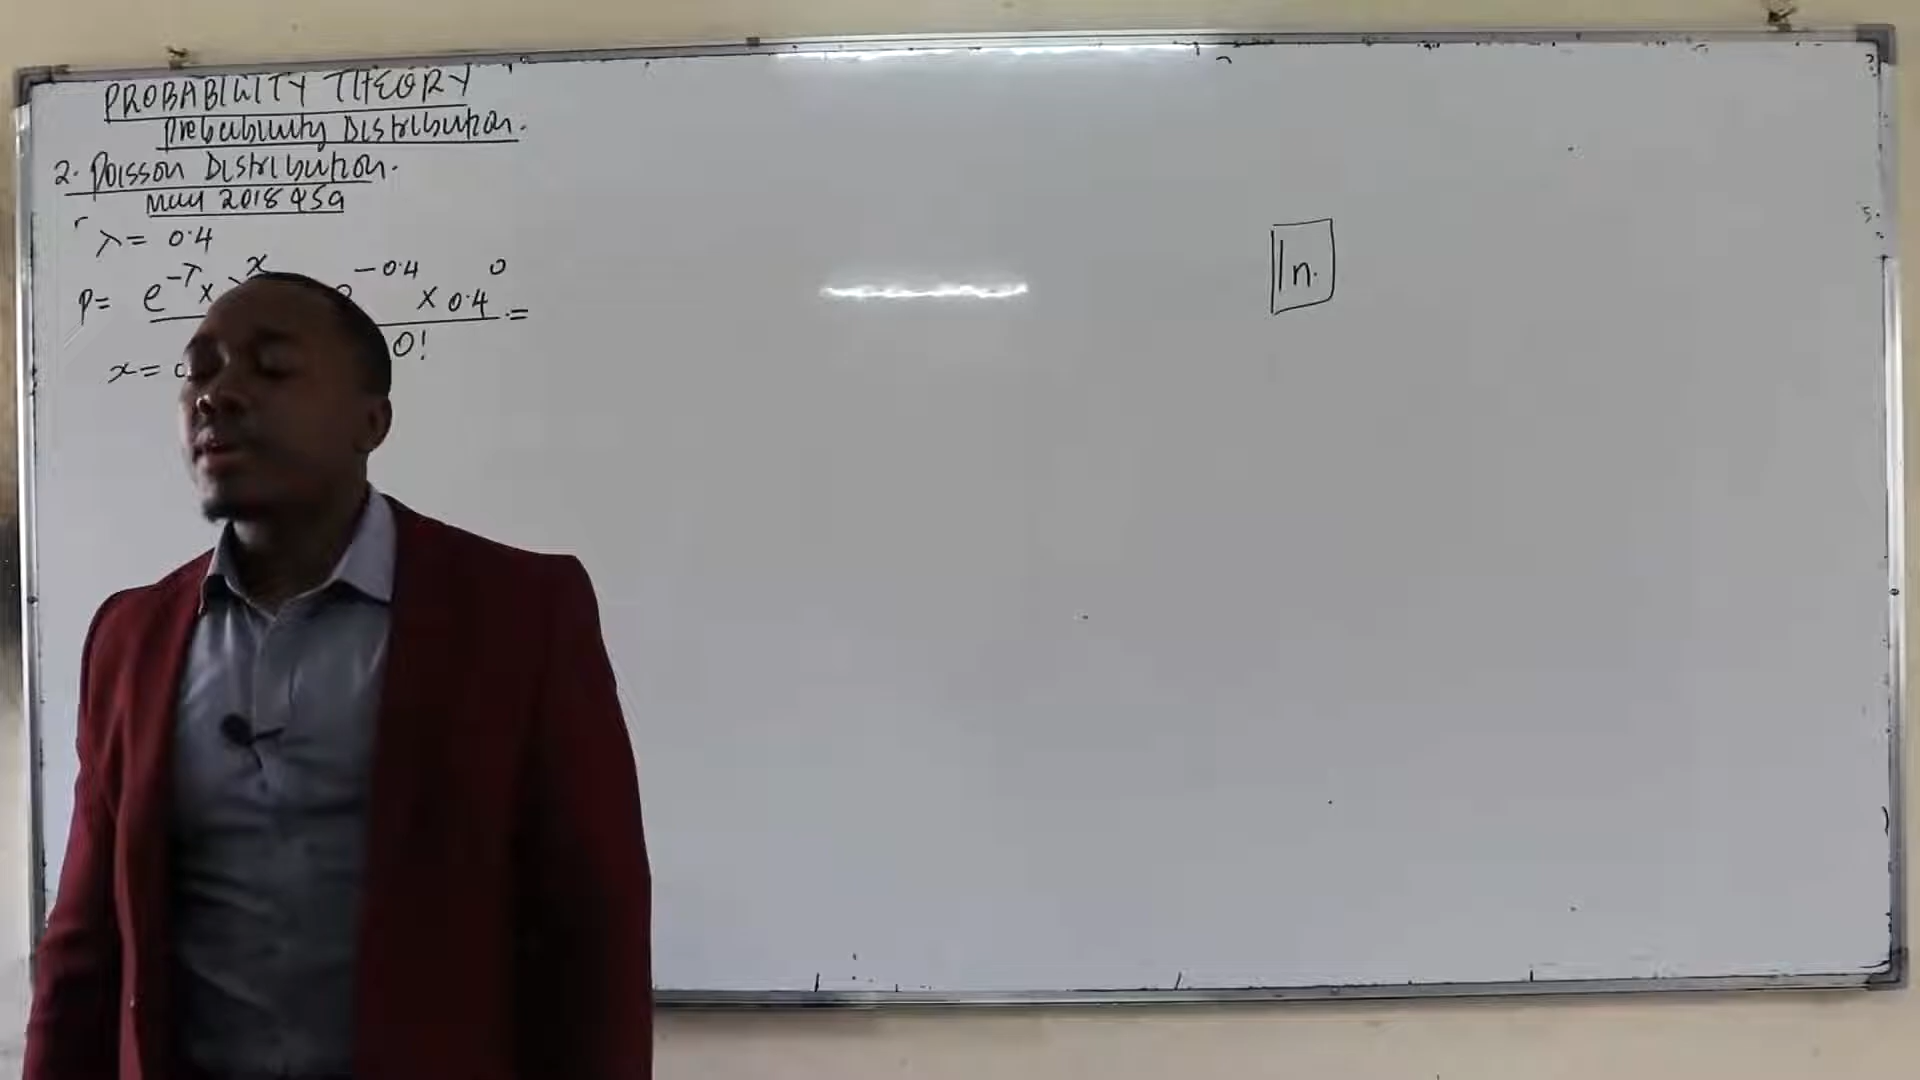 PROBABILITY THEORY
Probability Distribution.
2. Poisson Distribution.
May 2018 Q5a
λ = 0.4
P= e^-λ x x e^-0.4 x 0.4^0 =
0!
x = 0
ln.